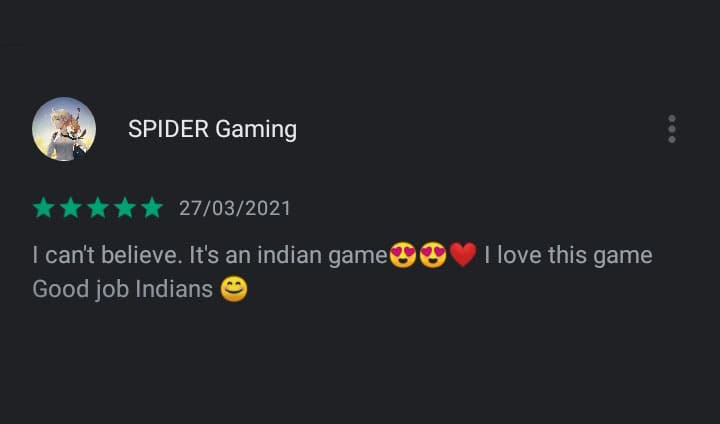 SPIDER Gaming
27/03/2021
I can't believe. It's an indian game😍😍❤️ I love this game
Good job Indians 😊